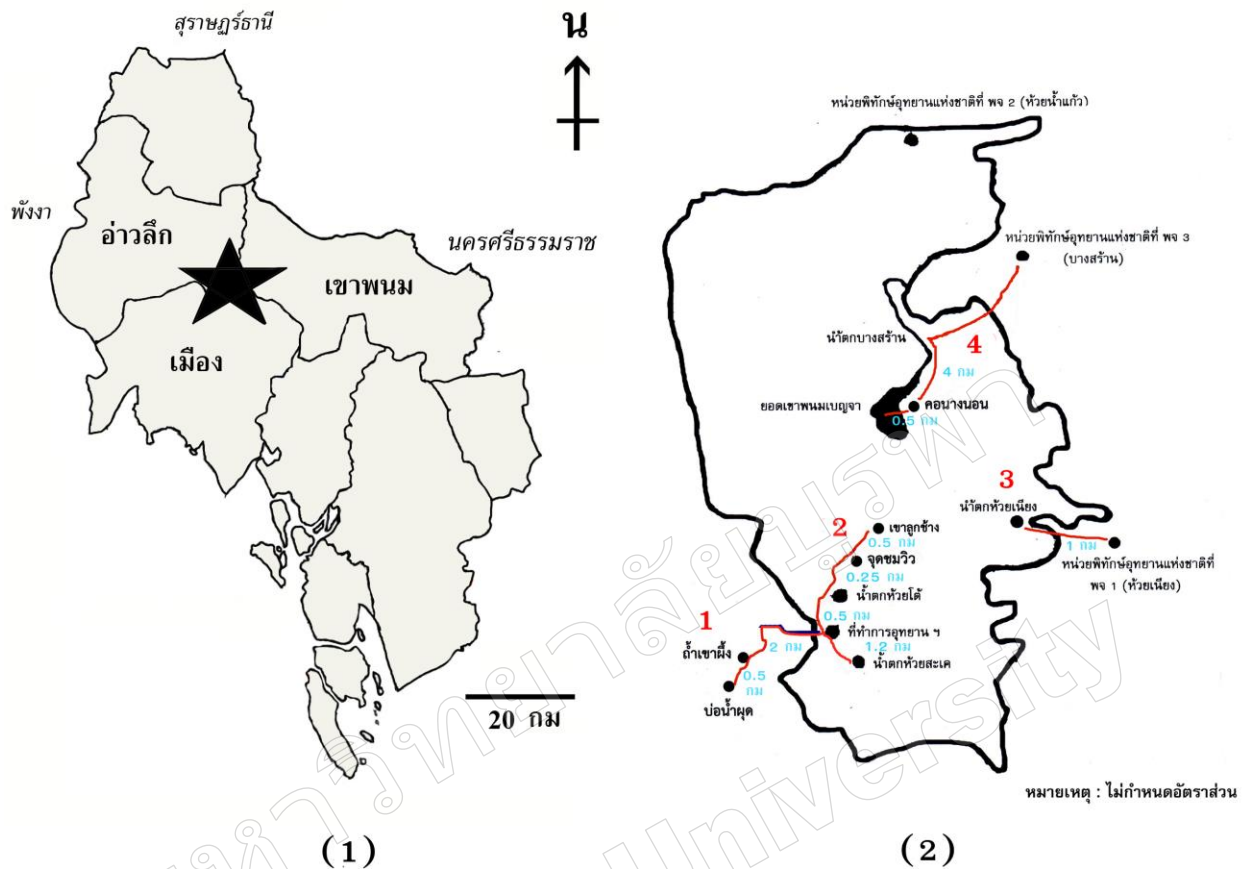 สุราษฎร์ธานี
พังงา
อ่าวลึก
นครศรีธรรมราช
เขาพนม
เมือง
20 กม
(1)
น
หน่วยพิทักษ์อุทยานแห่งชาติที่ พจ 2 (ห้วยน้ำแก้ว)
หน่วยพิทักษ์อุทยานแห่งชาติที่ พจ 3
(บางสร้าน)
น้ำตกบางสร้าน
4
4 กม
ยอดเขาพนมเบญจา
คอนางนอน
0.5 กม
3
น้ำตกห้วยเนียง
1 กม
หน่วยพิทักษ์อุทยานแห่งชาติที่
พจ 1 (ห้วยเนียง)
2
เขาลูกช้าง
0.5 กม
จุดชมวิว
0.25 กม
น้ำตกห้วยโต้
0.5 กม
1
ที่ทำการอุทยาน ฯ
ถ้ำเขาผึ้ง
2 กม
1.2 กม
น้ำตกห้วยสะเค
0.5
กม
บ่อน้ำผุด
หมายเหตุ : ไม่กำหนดอัตราส่วน
(2)
มหาวิทยาลัยบูรพา
University